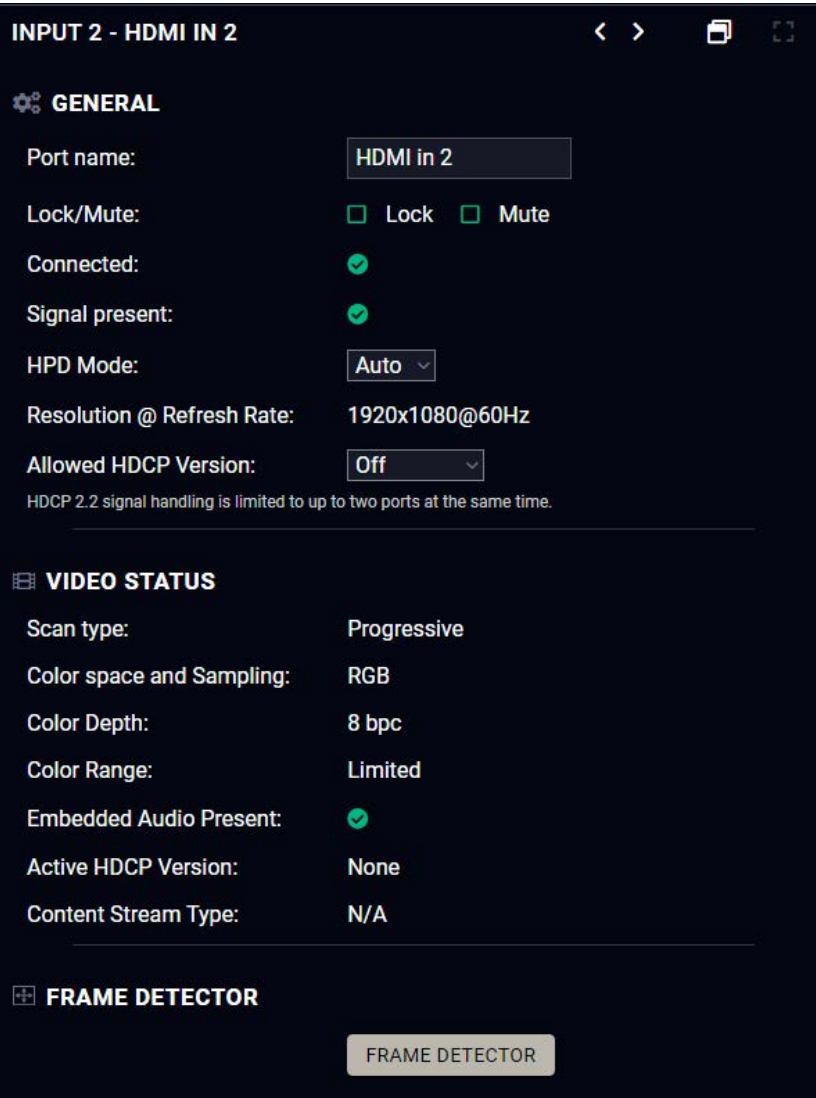 INPUT 2 - HDMI IN 2
GENERAL
Port name: HDMI in 2
Lock/Mute: Lock Mute
Connected:
Signal present:
HPD Mode: Auto
Resolution @ Refresh Rate: 1920x1080@60Hz
Allowed HDCP Version: Off
HDCP 2.2 signal handling is limited to up to two ports at the same time.
VIDEO STATUS
Scan type: Progressive
Color space and Sampling: RGB
Color Depth: 8 bpc
Color Range: Limited
Embedded Audio Present:
Active HDCP Version: None
Content Stream Type: N/A
FRAME DETECTOR
FRAME DETECTOR